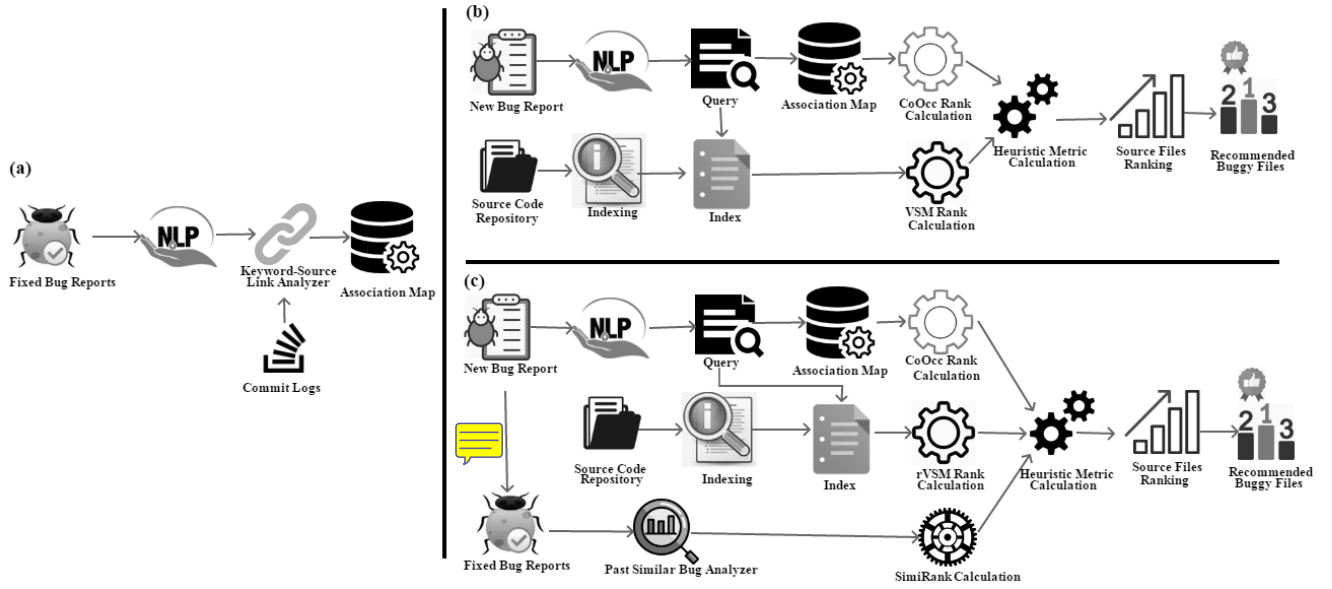 (a)
NLP
Fixed Bug Reports
Keyword-Source
Link Analyzer
Association Map
Commit Logs
(b)
NLP
New Bug Report
Query
Association Map
CoOcc Rank
Calculation
Source Code
Repository
Indexing
Index
VSM Rank
Calculation
Heuristic Metric
Calculation
Source Files
Ranking
2 1 3
Recommended
Buggy Files
(c)
NLP
New Bug Report
Query
Association Map
CoOcc Rank
Calculation
Source Code
Repository
Indexing
Index
rVSM Rank
Calculation
Heuristic Metric
Calculation
Source Files
Ranking
2 1 3
Recommended
Buggy Files
Fixed Bug Reports
Past Similar Bug Analyzer
SimiRank Calculation